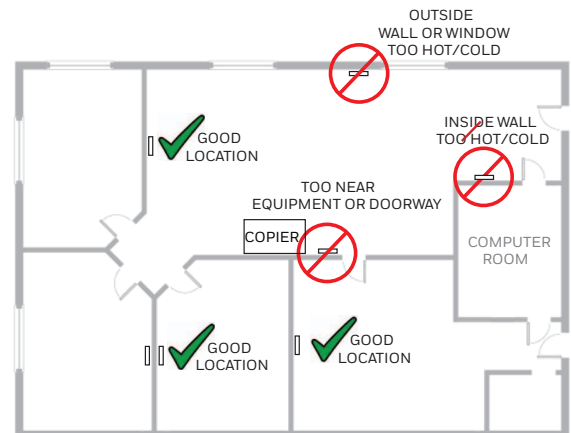 OUTSIDE
WALL OR WINDOW
TOO HOT/COLD
INSIDE WALL
TOO HOT/COLD
GOOD
LOCATION
TOO NEAR
EQUIPMENT OR DOORWAY
COPIER
COMPUTER
ROOM
GOOD
LOCATION
GOOD
LOCATION